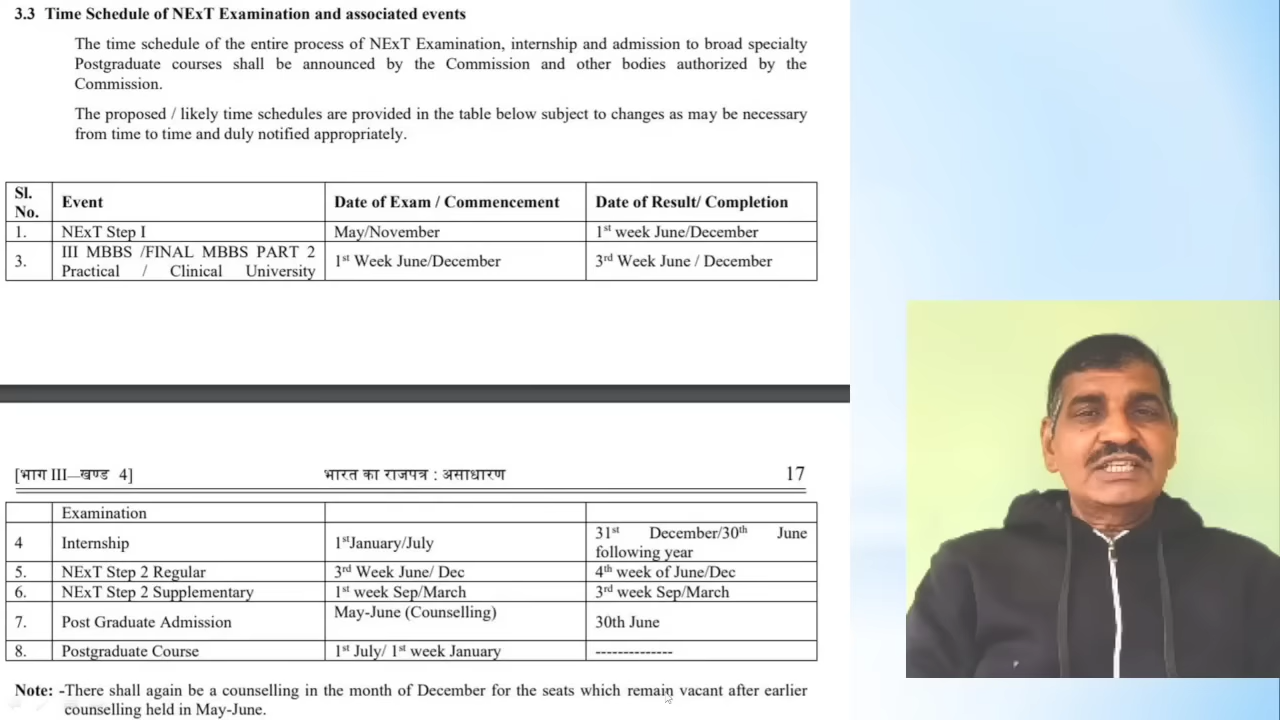 3.3 Time Schedule of NExT Examination and associated events
The time schedule of the entire process of NExT Examination, internship and admission to broad specialty
Postgraduate courses shall be announced by the Commission and other bodies authorized by the
Commission.
The proposed / likely time schedules are provided in the table below subject to changes as may be necessary
from time to time and duly notified appropriately.
Sl. No. Event Date of Exam / Commencement Date of Result/ Completion
1. NExT Step I May/November 1st week June/December
3. III MBBS /FINAL MBBS PART 2 Practical / Clinical University 1st Week June/December 3rd Week June / December
[भाग III—खण्ड 4] भारत का राजपत्र : असाधारण 17
Examination
4 Internship 1stJanuary/July 31st December/30th June following year
5. NExT Step 2 Regular 3rd Week June/ Dec 4th week of June/Dec
6. NExT Step 2 Supplementary 1st week Sep/March 3rd week Sep/March
7. Post Graduate Admission May-June (Counselling) 30th June
8. Postgraduate Course 1st July/ 1st week January --------------
Note: -There shall again be a counselling in the month of December for the seats which remain vacant after earlier
counselling held in May-June.